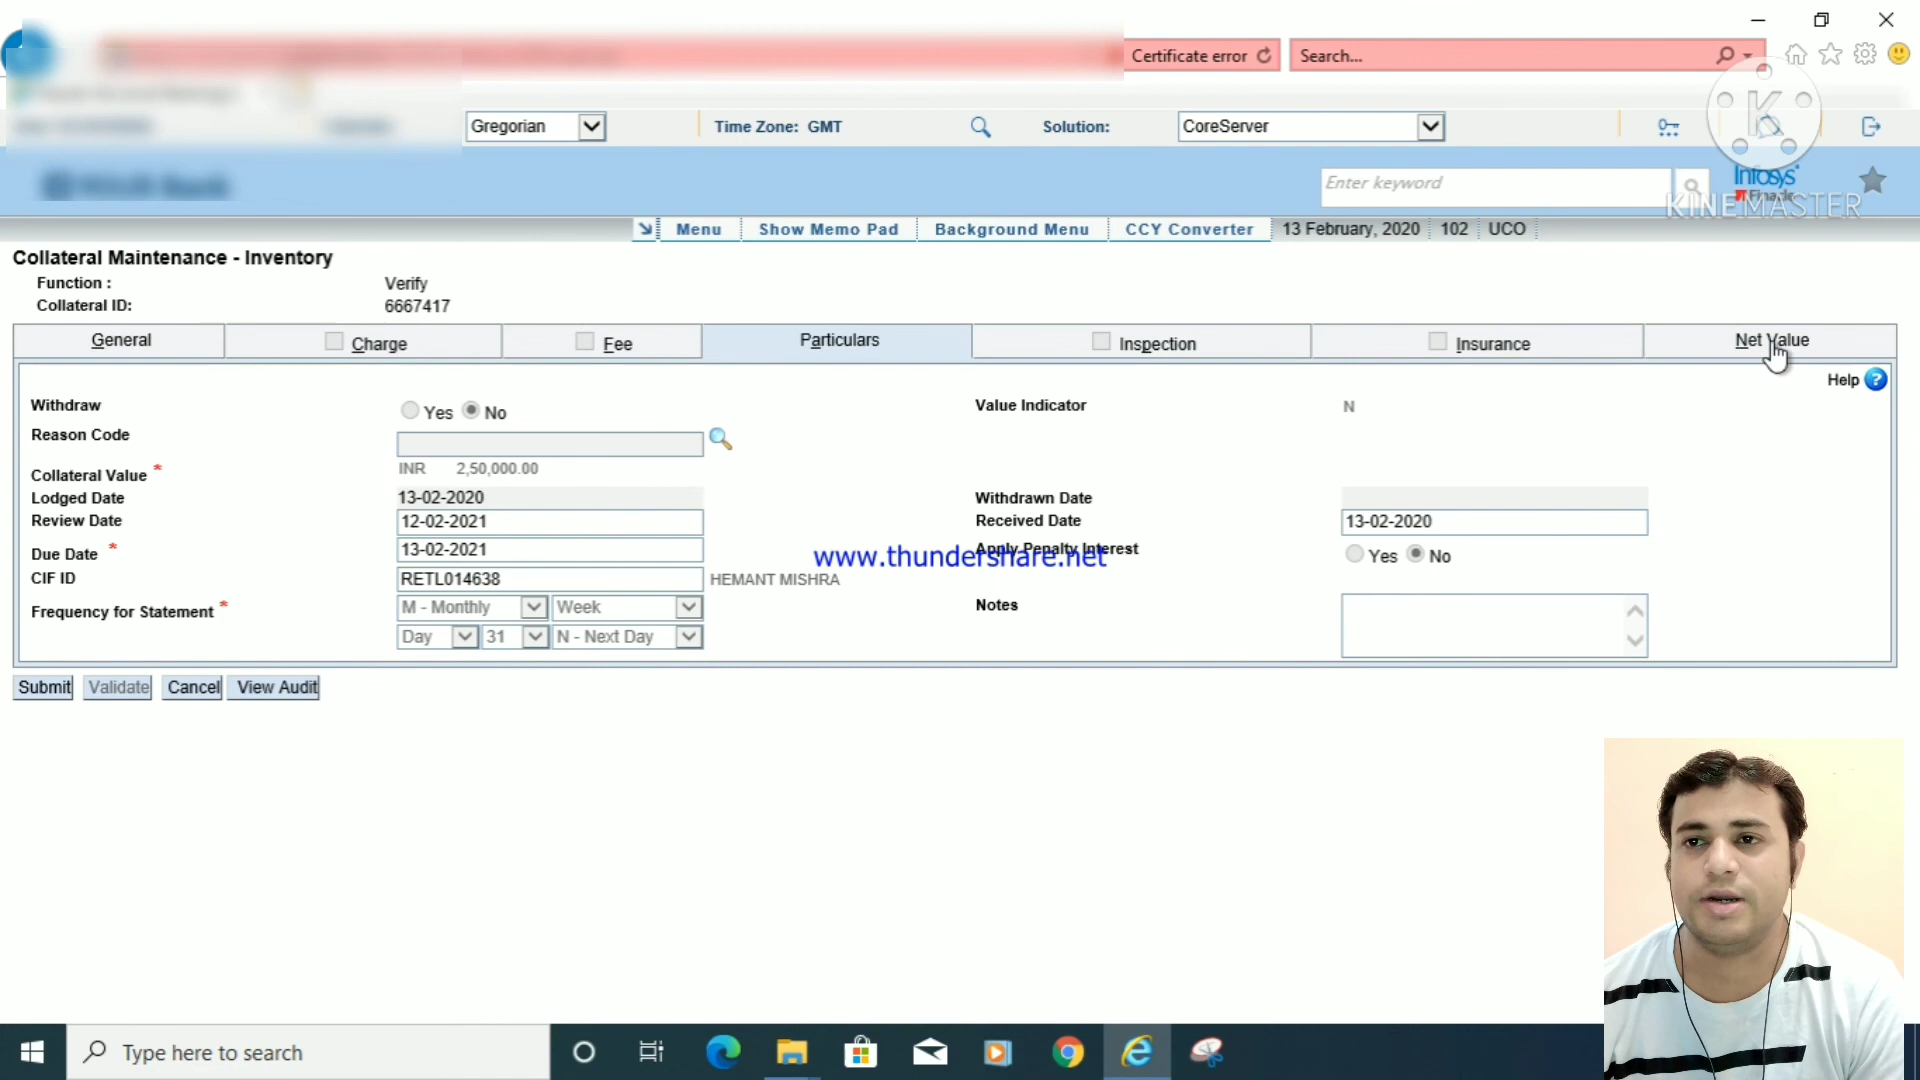 Certificate error
Search...
Gregorian
Time Zone: GMT
Solution:
CoreServer
Enter keyword
Infosys
KINEMASTER
Menu
Show Memo Pad
Background Menu
CCY Converter
13 February, 2020
102
UCO
Collateral Maintenance - Inventory
Function : Verify
Collateral ID: 6667417
General
Charge
Fee
Particulars
Inspection
Insurance
Net Value
Help ?
Withdraw Yes No
Value Indicator N
Reason Code
Collateral Value * INR 2,50,000.00
Lodged Date 13-02-2020
Withdrawn Date
Review Date 12-02-2021
Received Date 13-02-2020
Due Date * 13-02-2021
Apply Penalty Interest Yes No
www.thundershare.net
CIF ID RETL014638 HEMANT MISHRA
Frequency for Statement * M - Monthly Week
Notes
Day 31 N - Next Day
Submit Validate Cancel View Audit
K
Type here to search